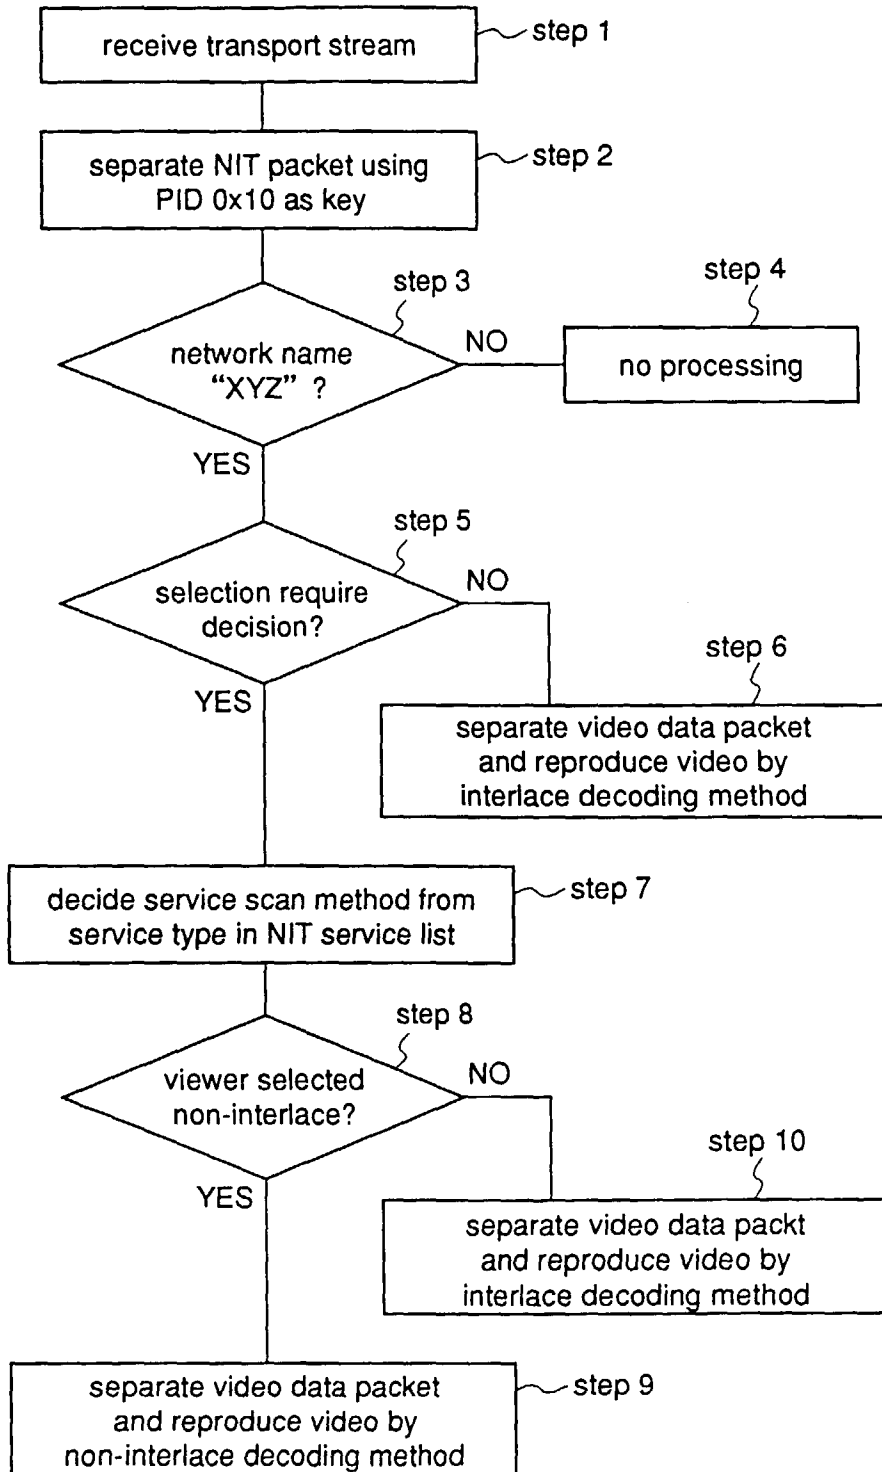 receive transport stream
step 1
separate NIT packet using
PID 0x10 as key
step 2
step 3
network name
“XYZ” ?
NO
YES
step 4
no processing
step 5
selection require
decision?
NO
YES
step 6
separate video data packet
and reproduce video by
interlace decoding method
decide service scan method from
service type in NIT service list
step 7
step 8
viewer selected
non-interlace?
NO
YES
step 10
separate video data packt
and reproduce video by
interlace decoding method
separate video data packet
and reproduce video by
non-interlace decoding method
step 9